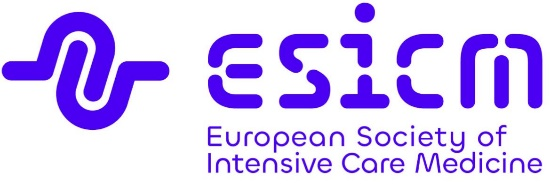 esicm
European Society of
Intensive Care Medicine